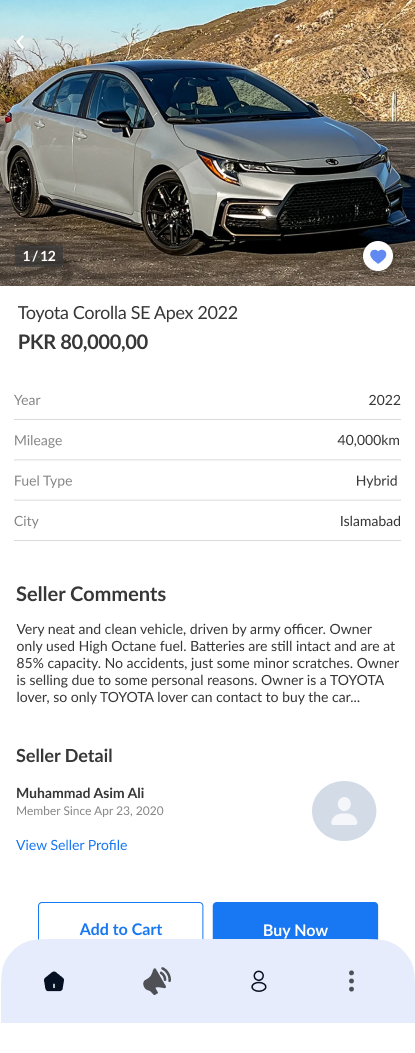 1 / 12
Toyota Corolla SE Apex 2022
PKR 80,000,00
Year 2022
Mileage 40,000km
Fuel Type Hybrid
City Islamabad
Seller Comments
Very neat and clean vehicle, driven by army officer. Owner
only used High Octane fuel. Batteries are still intact and are at
85% capacity. No accidents, just some minor scratches. Owner
is selling due to some personal reasons. Owner is a TOYOTA
lover, so only TOYOTA lover can contact to buy the car...
Seller Detail
Muhammad Asim Ali
Member Since Apr 23, 2020
View Seller Profile
Add to Cart Buy Now